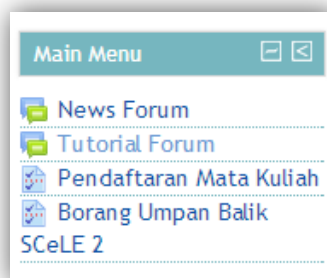 Main Menu
News Forum
Tutorial Forum
Pendaftaran Mata Kuliah
Borang Umpan Balik
SCeLE 2